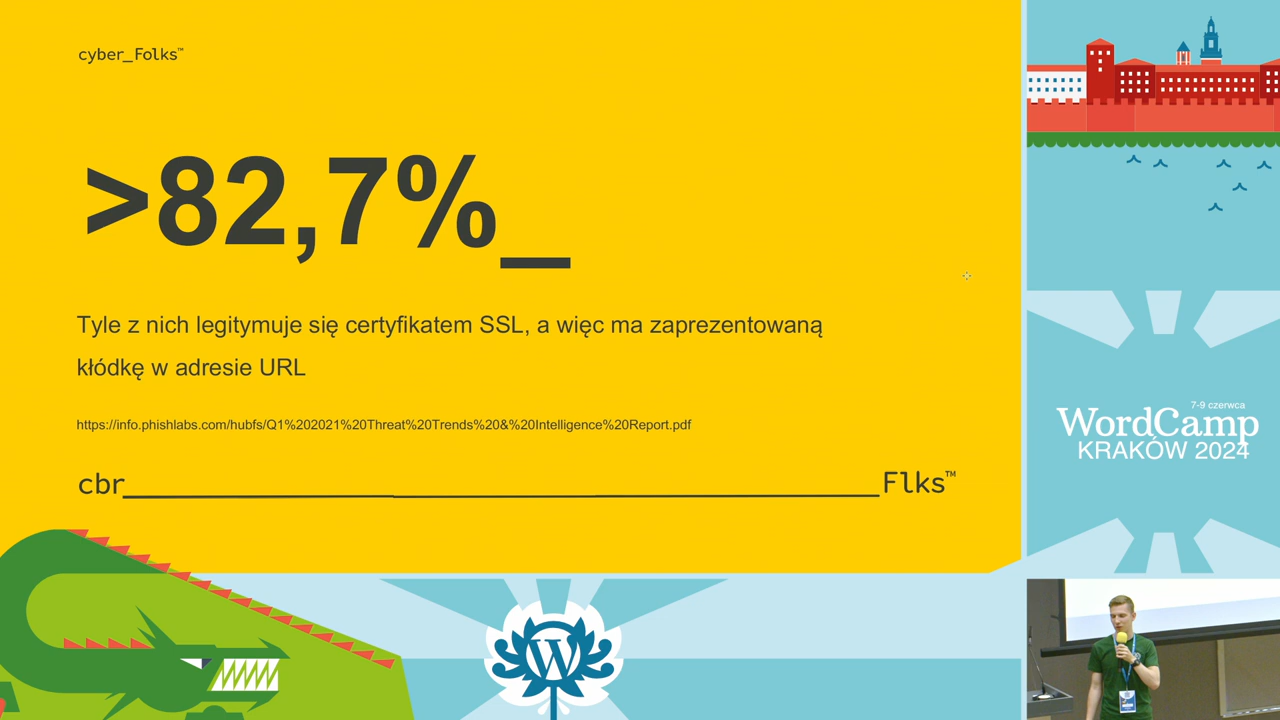 cyber_Folks™
>82,7%_
Tyle z nich legitymuje się certyfikatem SSL, a więc ma zaprezentowaną
kłódkę w adresie URL
https://info.phishlabs.com/hubfs/Q1%202021%20Threat%20Trends%20&%20Intelligence%20Report.pdf
cbr_Flks™
7-9 czerwca
WordCamp
KRAKÓW 2024
W